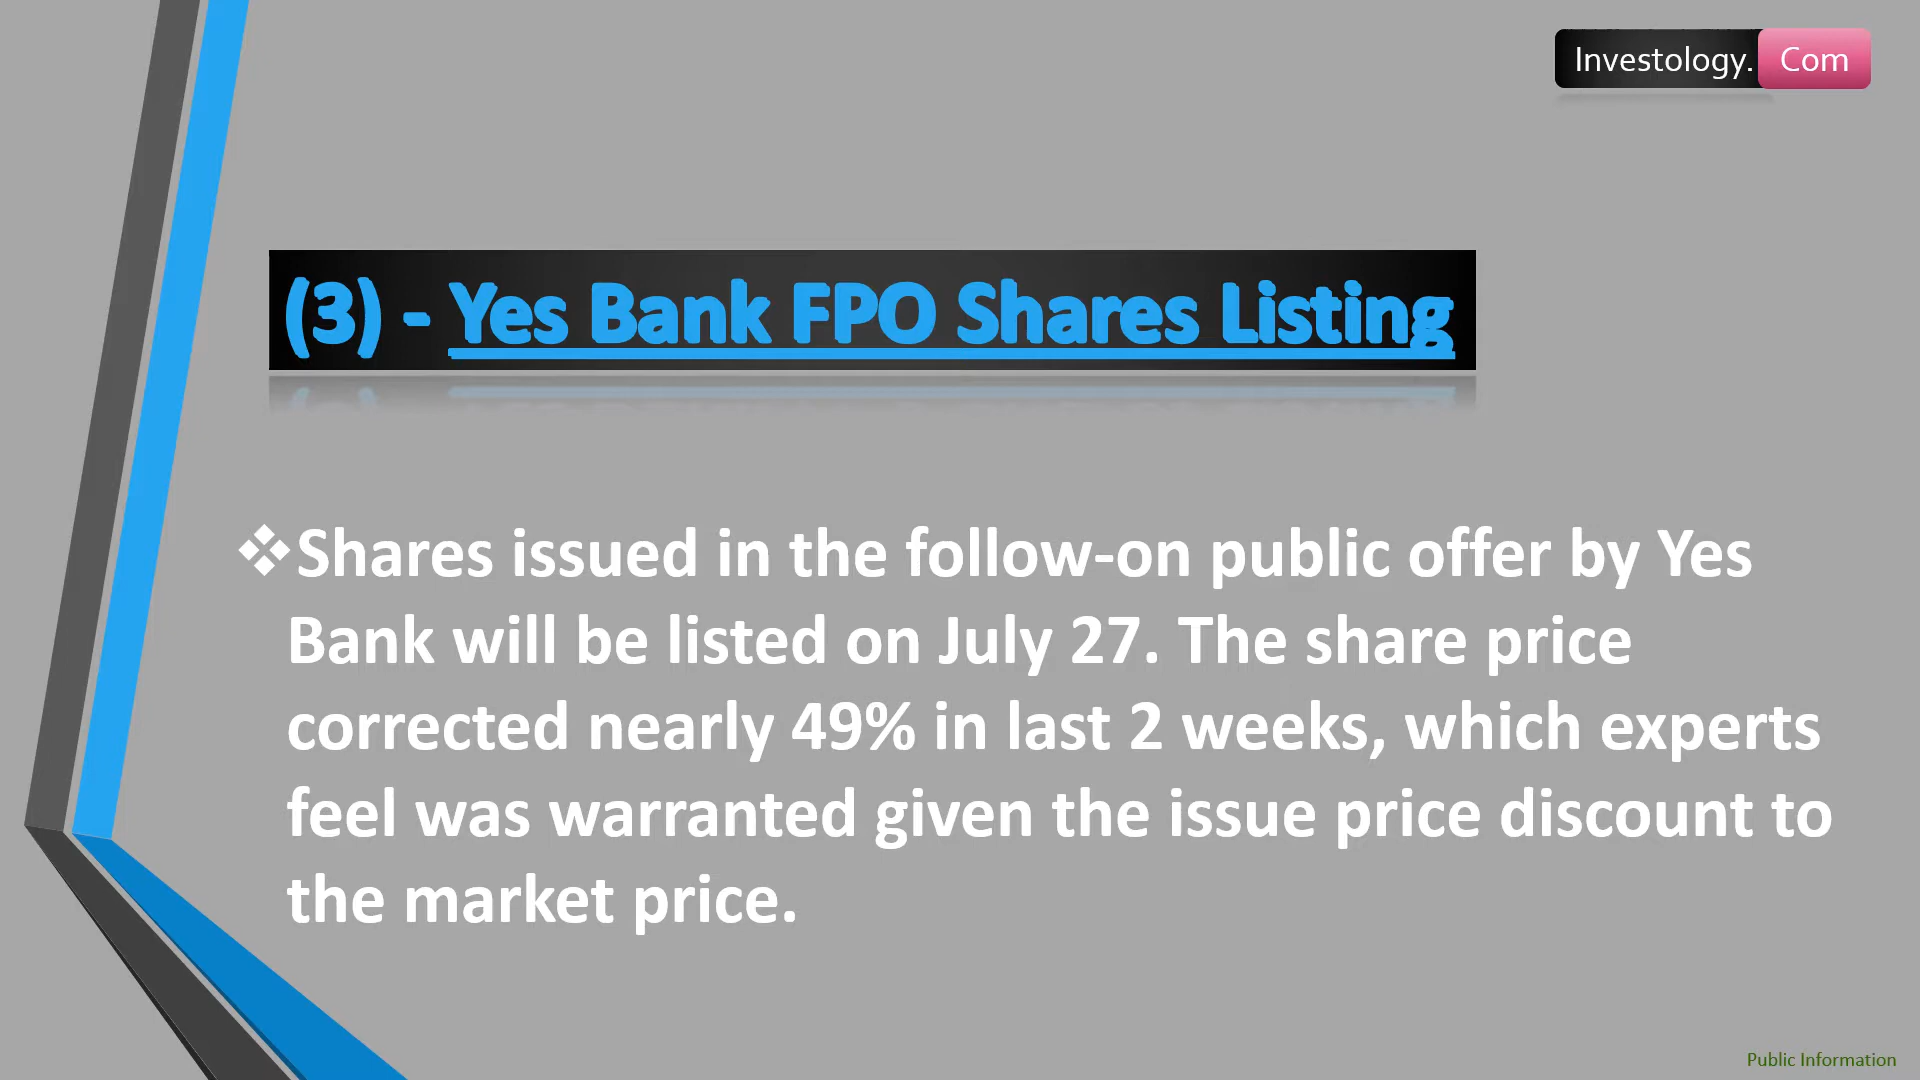 Investology. Com
(3) - Yes Bank FPO Shares Listing
❖Shares issued in the follow-on public offer by Yes
Bank will be listed on July 27. The share price
corrected nearly 49% in last 2 weeks, which experts
feel was warranted given the issue price discount to
the market price.
Public Information